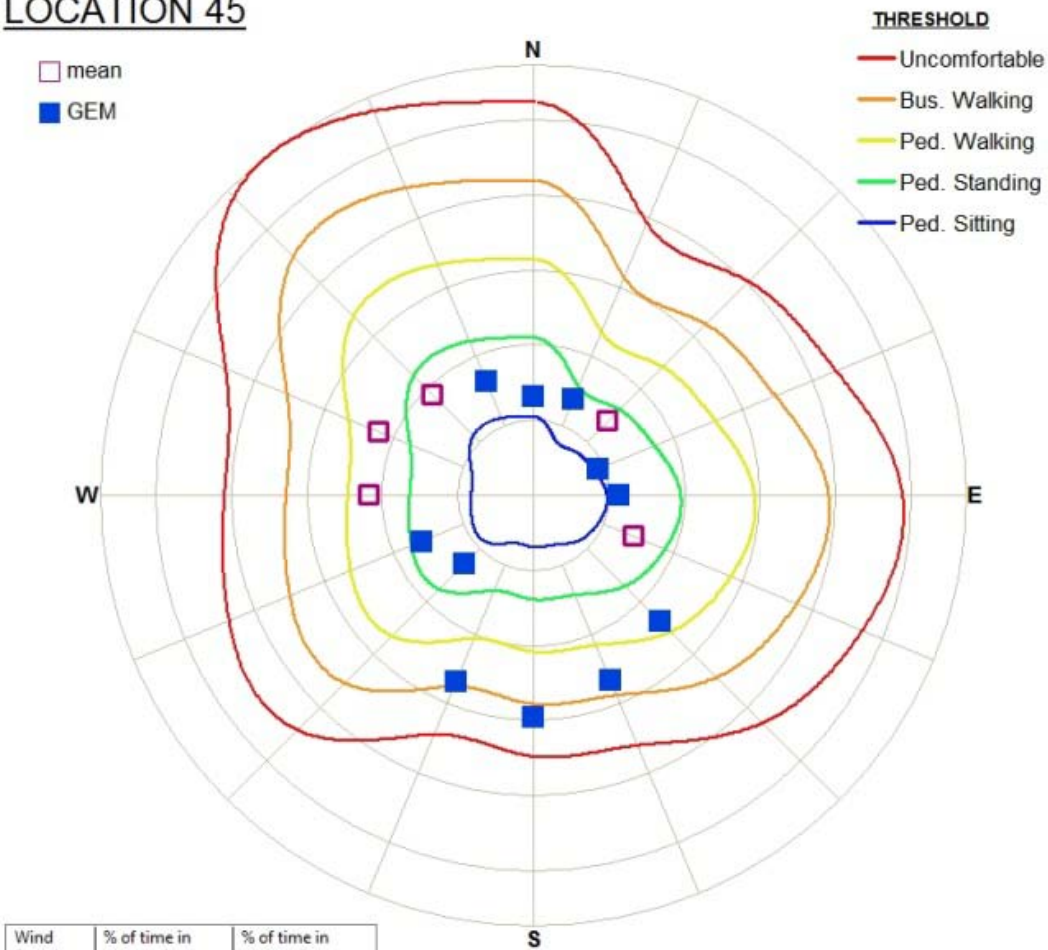 LOCATION 45
THRESHOLD
mean
GEM
Uncomfortable
Bus. Walking
Ped. Walking
Ped. Standing
Ped. Sitting
N
W
E
S
Wind % of time in % of time in